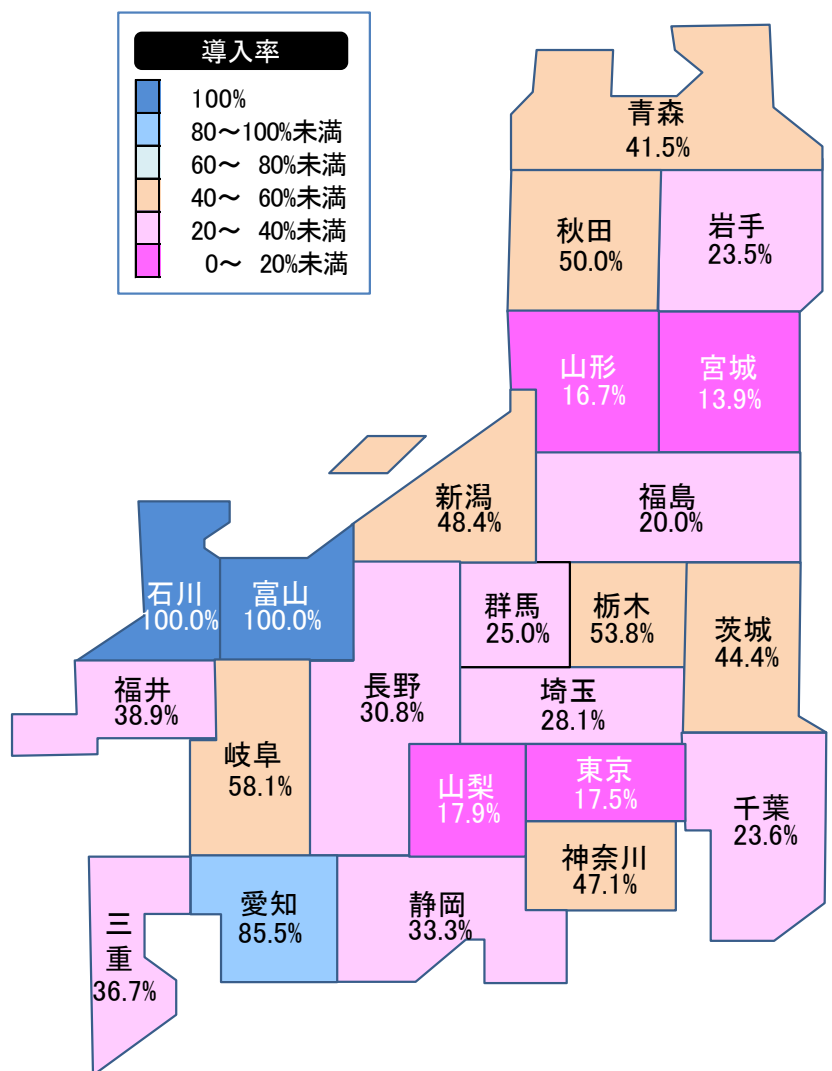 導入率
100%
80～100%未満
60～ 80%未満
40～ 60%未満
20～ 40%未満
0～ 20%未満
青森
41.5%
秋田
50.0%
岩手
23.5%
山形
16.7%
宮城
13.9%
新潟
48.4%
福島
20.0%
石川
100.0%
富山
100.0%
群馬
25.0%
栃木
53.8%
茨城
44.4%
福井
38.9%
長野
30.8%
埼玉
28.1%
岐阜
58.1%
山梨
17.9%
東京
17.5%
千葉
23.6%
神奈川
47.1%
愛知
85.5%
静岡
33.3%
三
重
36.7%